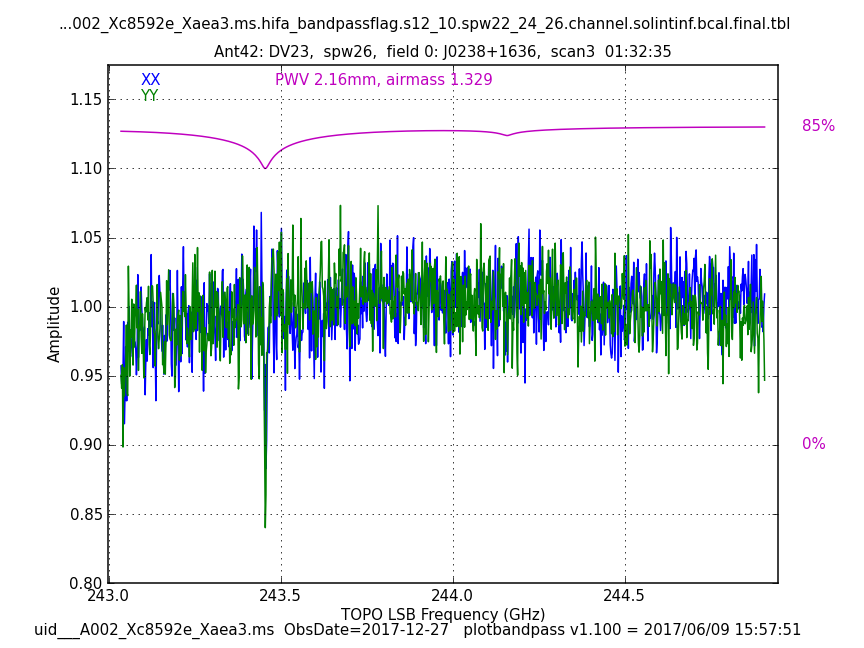 ...002_Xc8592e_Xaea3.ms.hifa_bandpassflag.s12_10.spw22_24_26.channel.solintinf.bcal.final.tbl
Ant42: DV23, spw26, field 0: J0238+1636, scan3 01:32:35
XX
PWV 2.16mm, airmass 1.329
YY
1.15
85%
1.10
1.05
1.00
Amplitude
0.95
0.90
0%
0.85
0.80
243.0
243.5
244.0
244.5
TOPO LSB Frequency (GHz)
uid___A002_Xc8592e_Xaea3.ms ObsDate=2017-12-27 plotbandpass v1.100 = 2017/06/09 15:57:51